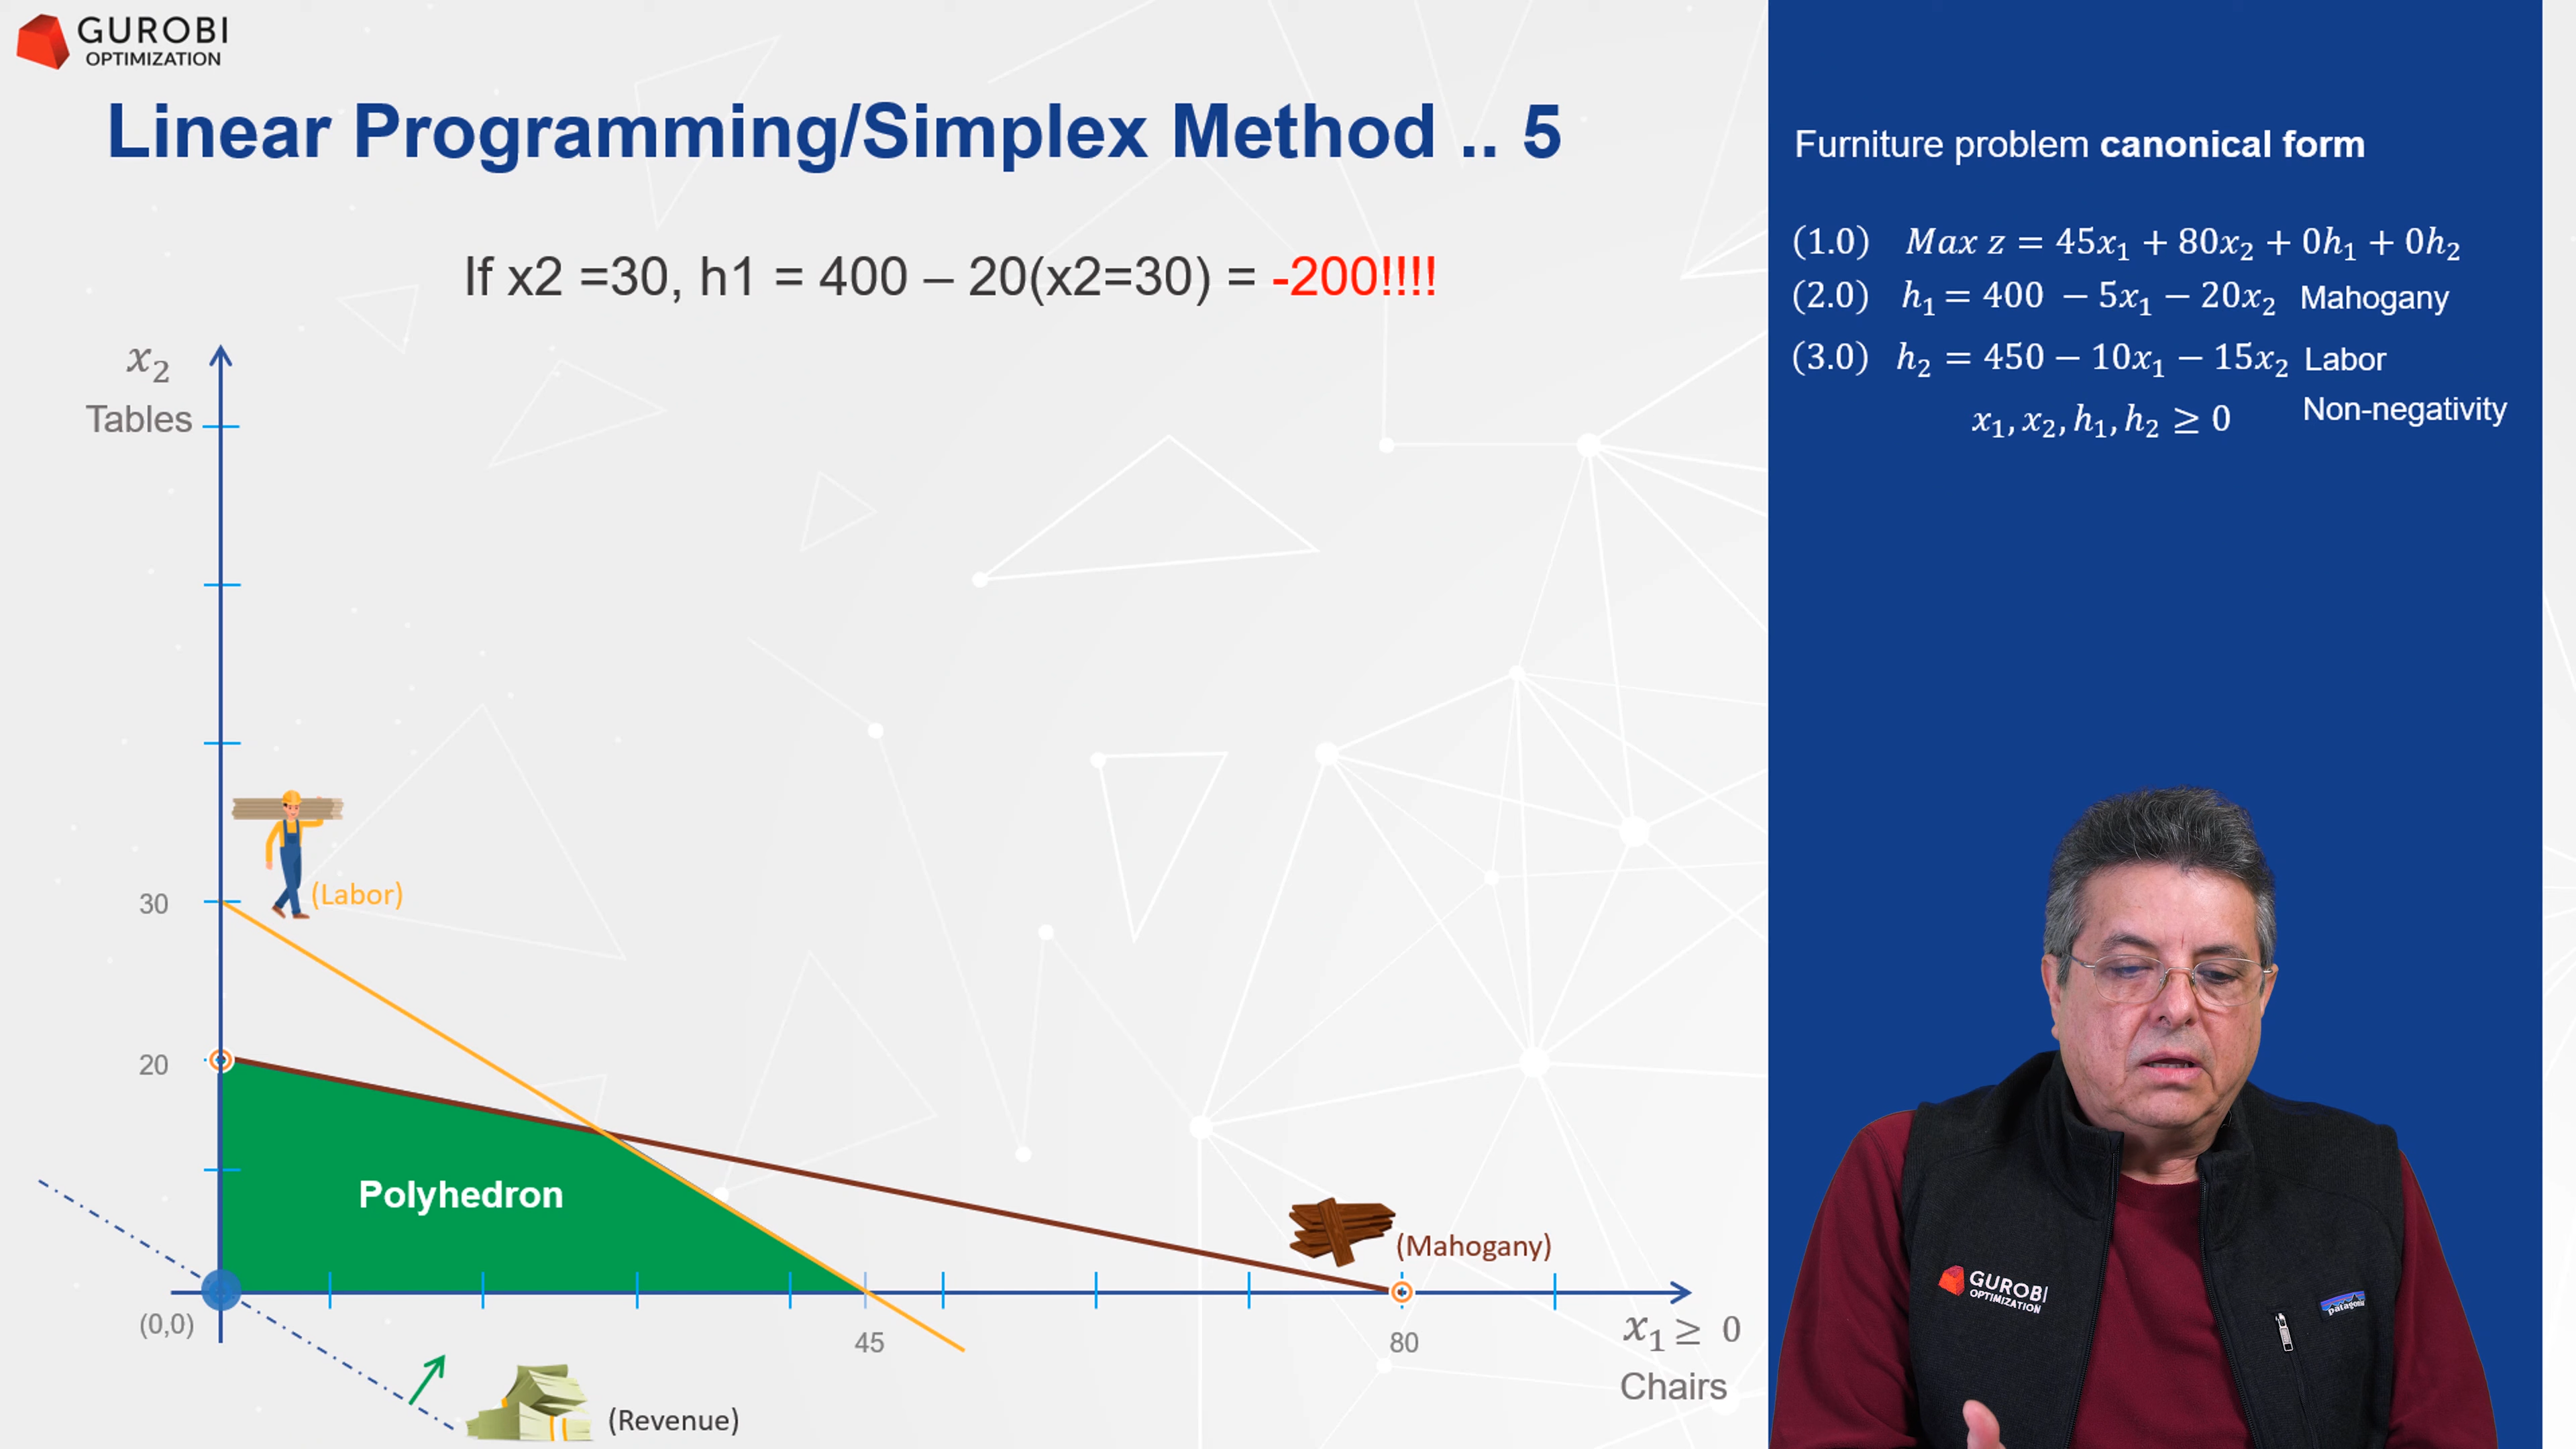 GUROBI
OPTIMIZATION
Linear Programming/Simplex Method .. 5
If x2 =30, h1 = 400 – 20(x2=30) = -200!!!!
x₂
Tables
30
20
(0,0)
(Labor)
Polyhedron
(Mahogany)
45
80
x₁ ≥ 0
Chairs
(Revenue)
Furniture problem canonical form
(1.0) Max z = 45x₁ + 80x₂ + 0h₁ + 0h₂
(2.0) h₁ = 400 − 5x₁ − 20x₂ Mahogany
(3.0) h₂ = 450 − 10x₁ − 15x₂ Labor
x₁, x₂, h₁, h₂ ≥ 0 Non-negativity
GUROBI
OPTIMIZATION
patagonia